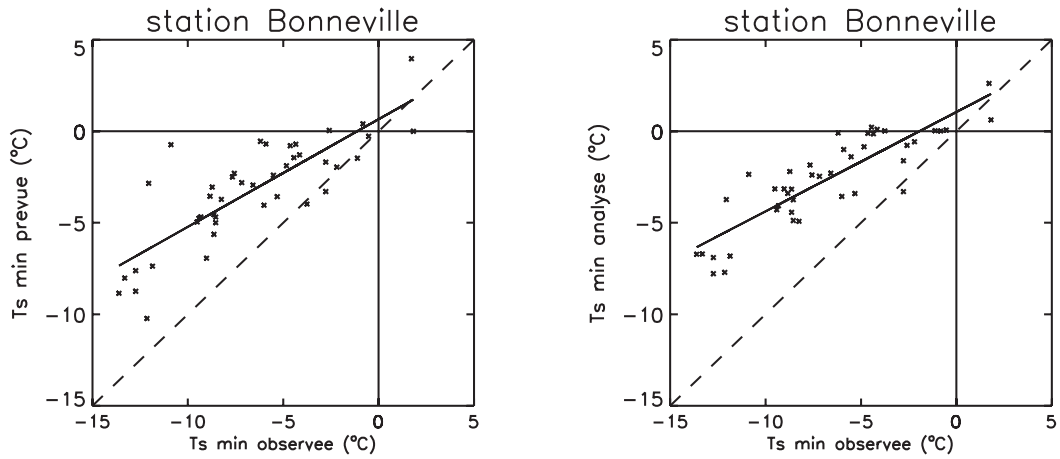 station Bonneville
5
0
−5
−10
−15
−15 −10 −5 0 5
Ts min prevue (°C)
Ts min observee (°C)
station Bonneville
5
0
−5
−10
−15
−15 −10 −5 0 5
Ts min analyse (°C)
Ts min observee (°C)